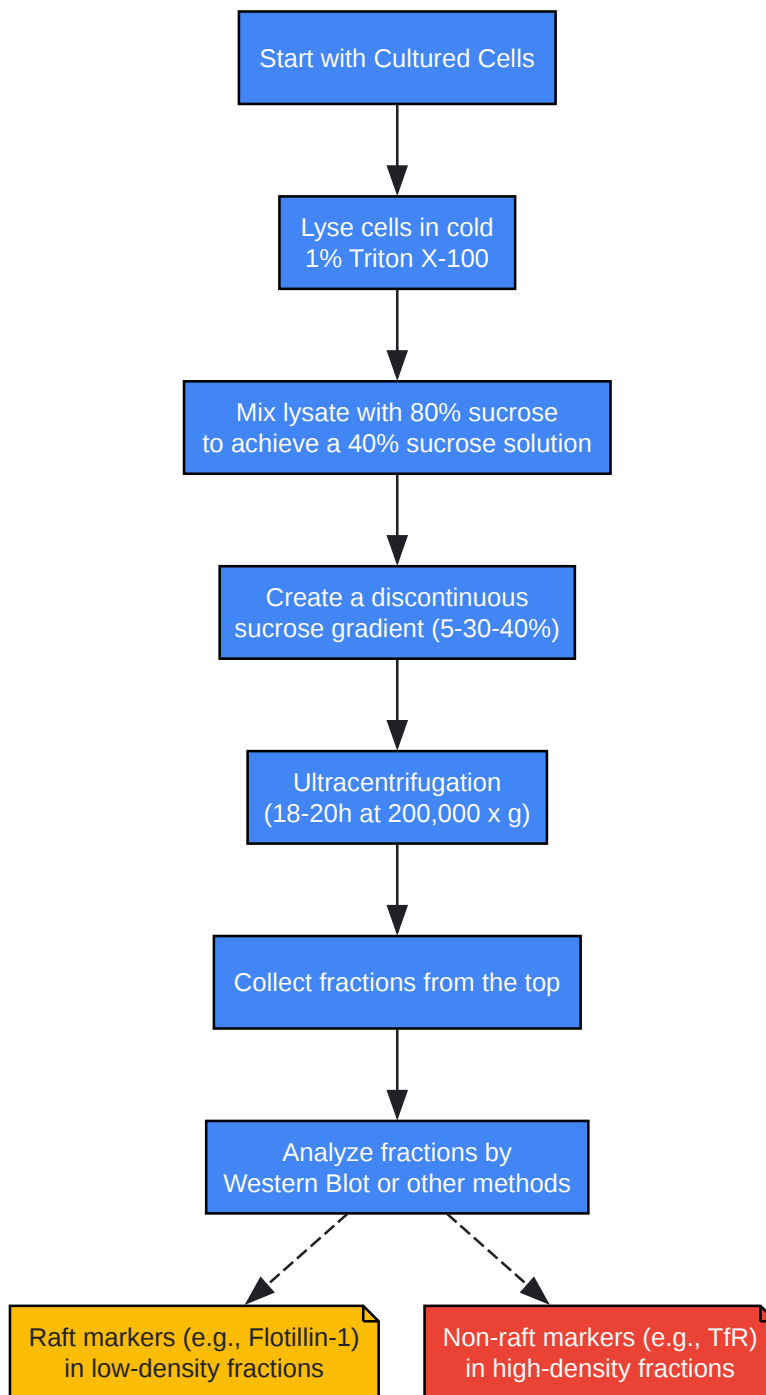 Start with Cultured Cells
Lyse cells in cold
1% Triton X-100
Mix lysate with 80% sucrose
to achieve a 40% sucrose solution
Create a discontinuous
sucrose gradient (5-30-40%)
Ultracentrifugation
(18-20h at 200,000 x g)
Collect fractions from the top
Analyze fractions by
Western Blot or other methods
Raft markers (e.g., Flotillin-1)
in low-density fractions
Non-raft markers (e.g., TfR)
in high-density fractions